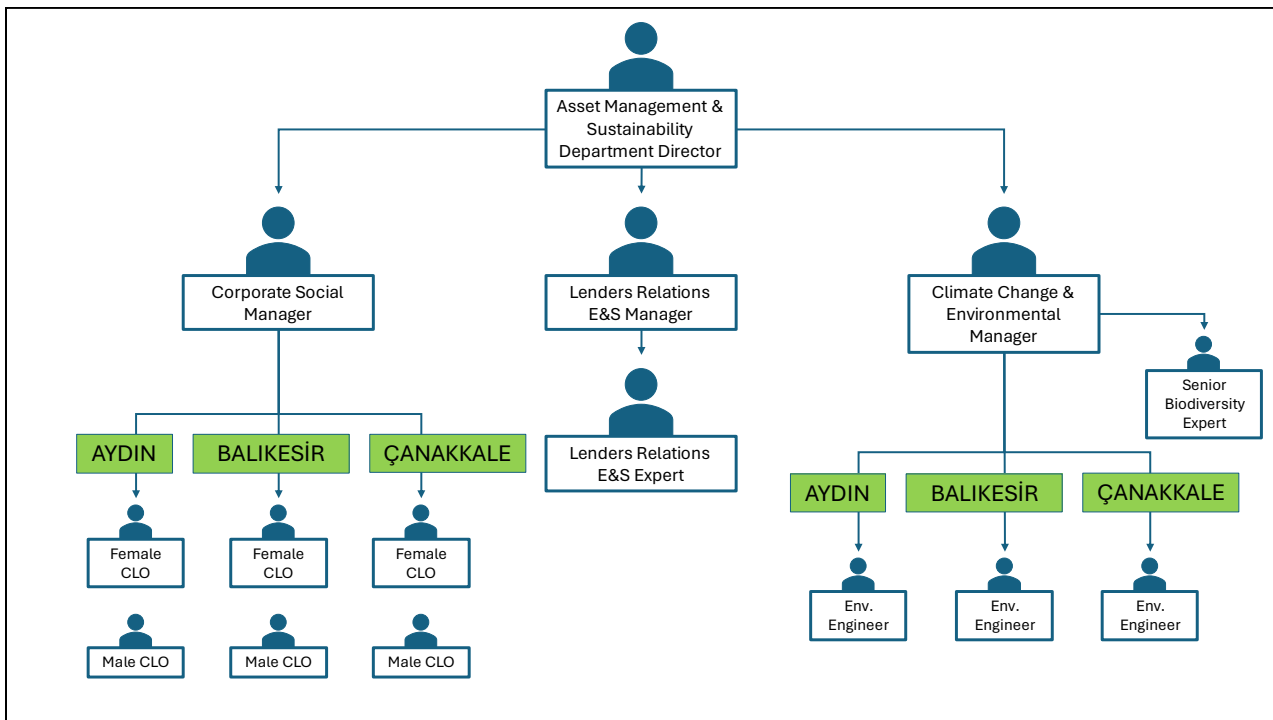 Asset Management &
Sustainability
Department Director
Corporate Social
Manager
Lenders Relations
E&S Manager
Climate Change &
Environmental
Manager
Senior
Biodiversity
Expert
Lenders Relations
E&S Expert
AYDIN
BALIKESİR
ÇANAKKALE
Female
CLO
Female
CLO
Female
CLO
Male CLO
Male CLO
Male CLO
AYDIN
BALIKESİR
ÇANAKKALE
Env.
Engineer
Env.
Engineer
Env.
Engineer